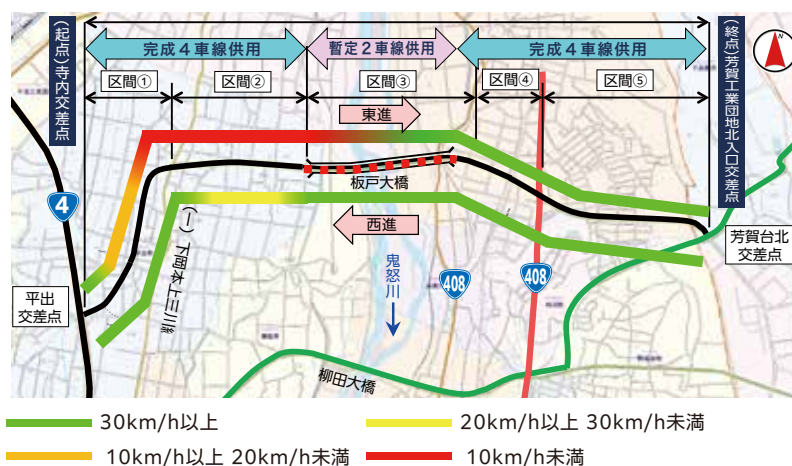 (起点)寺内交差点
完成4車線供用
暫定2車線供用
完成4車線供用
(終点)芳賀工業団地北入口交差点
区間①
区間②
区間③
区間④
区間⑤
東進
板戸大橋
西進
4
(一)下岡本上三川線
鬼怒川
408
408
平出
交差点
芳賀台北
交差点
柳田大橋
30km/h以上
20km/h以上 30km/h未満
10km/h以上 20km/h未満
10km/h未満